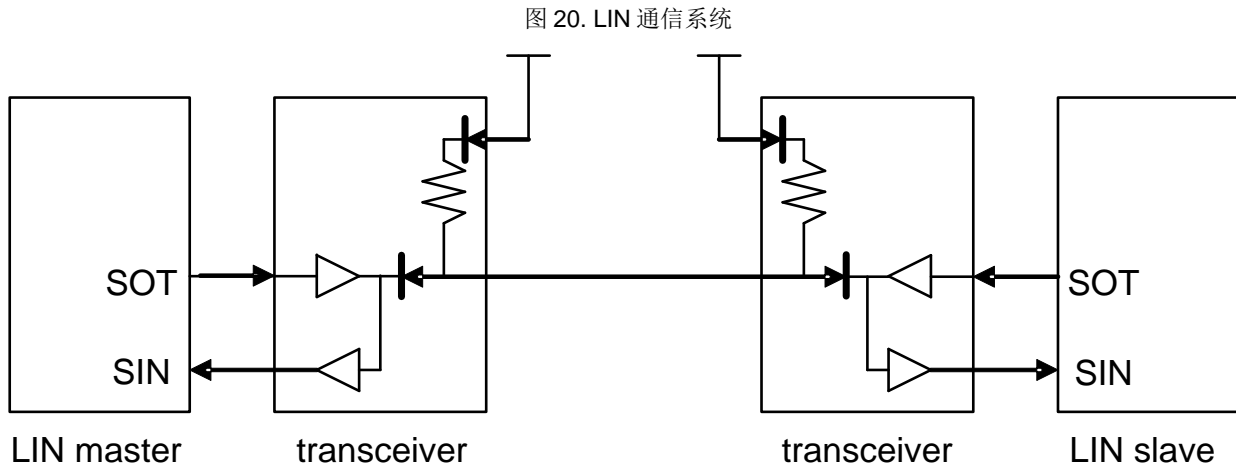 图 20. LIN 通信系统
SOT
SIN
SOT
SIN
LIN master
transceiver
transceiver
LIN slave